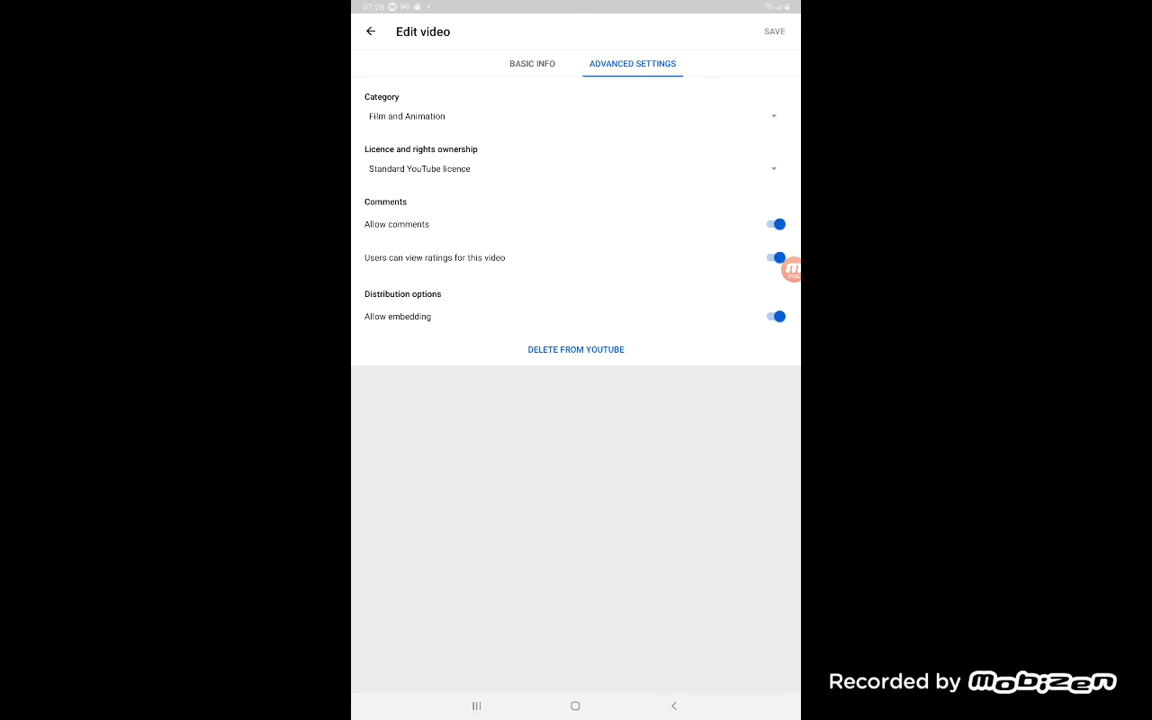 07:28
Edit video
SAVE
BASIC INFO
ADVANCED SETTINGS
Category
Film and Animation
Licence and rights ownership
Standard YouTube licence
Comments
Allow comments
Users can view ratings for this video
Distribution options
Allow embedding
DELETE FROM YOUTUBE
Recorded by mobizen